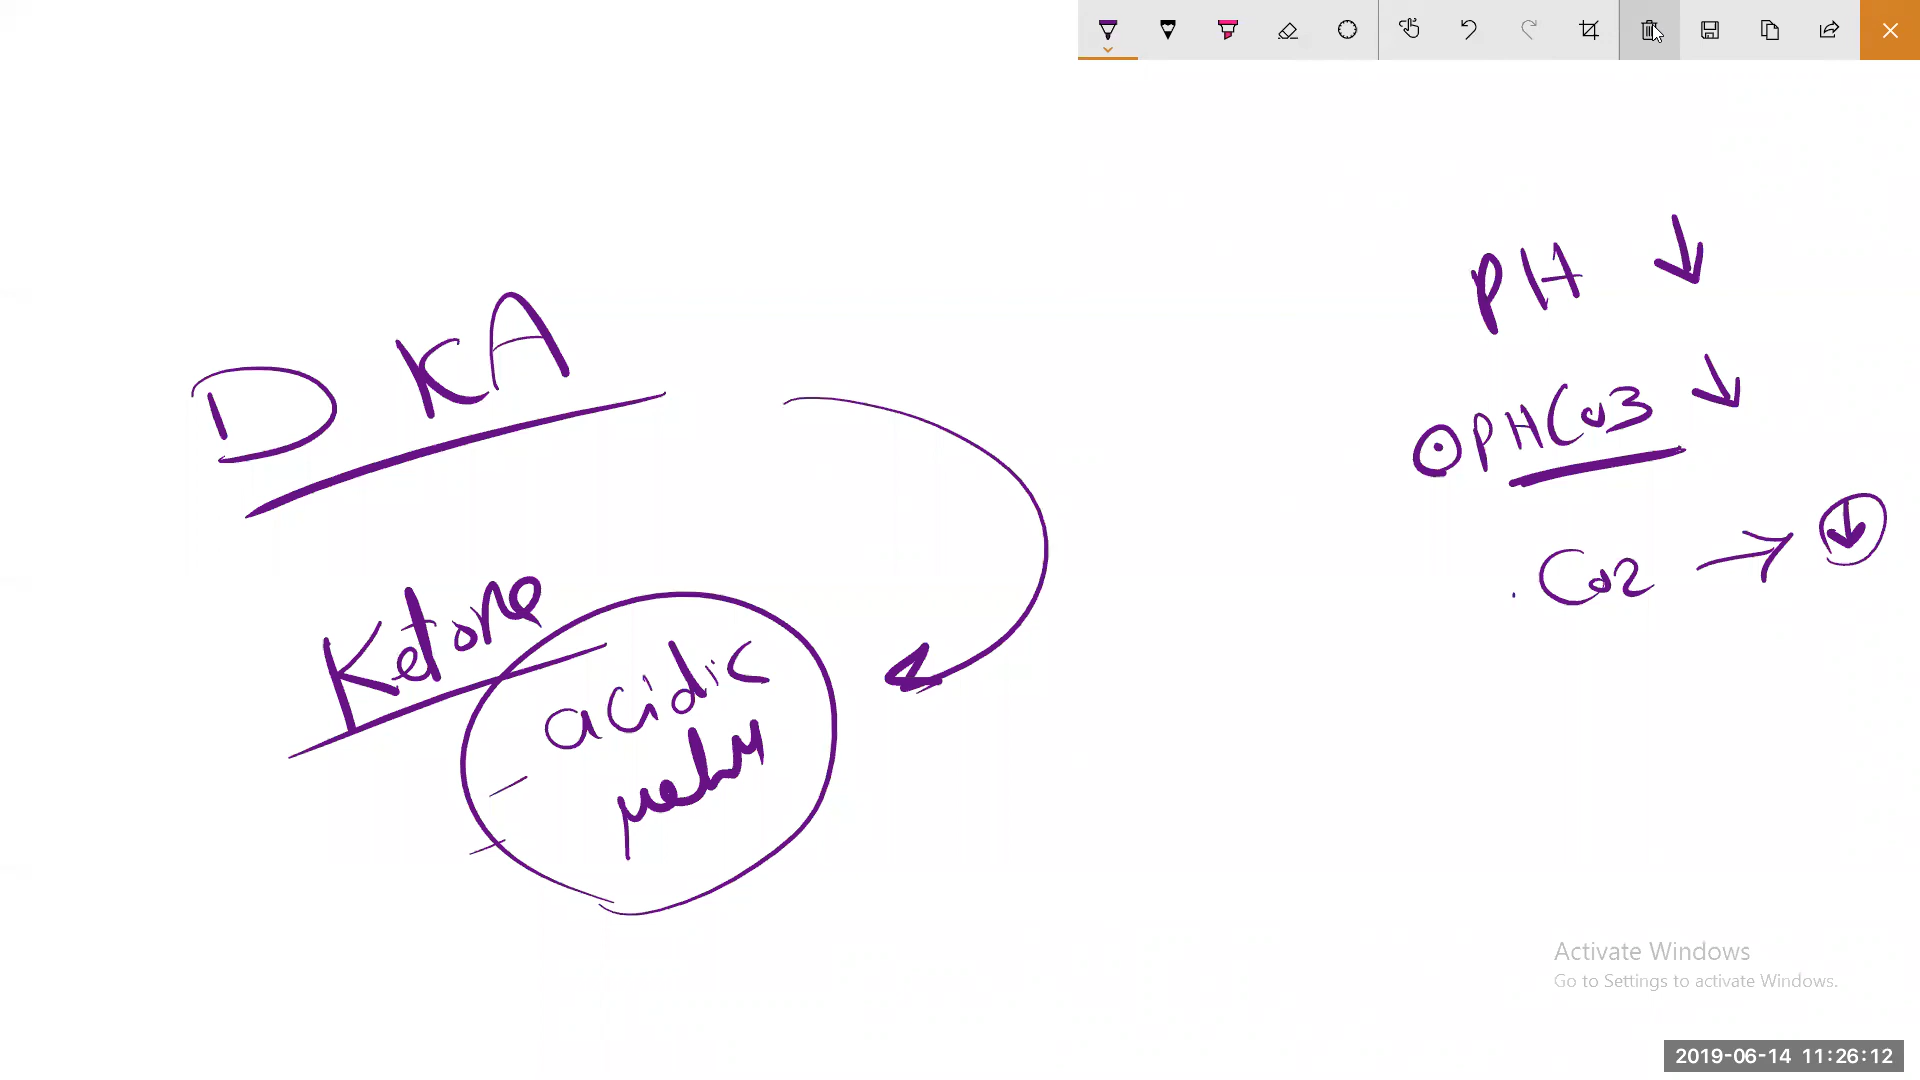 DKA
Ketone
acidic
PH ↓
PHCO3 ↓
CO2 → ↓
Activate Windows
Go to Settings to activate Windows.
2019-06-14 11:26:12